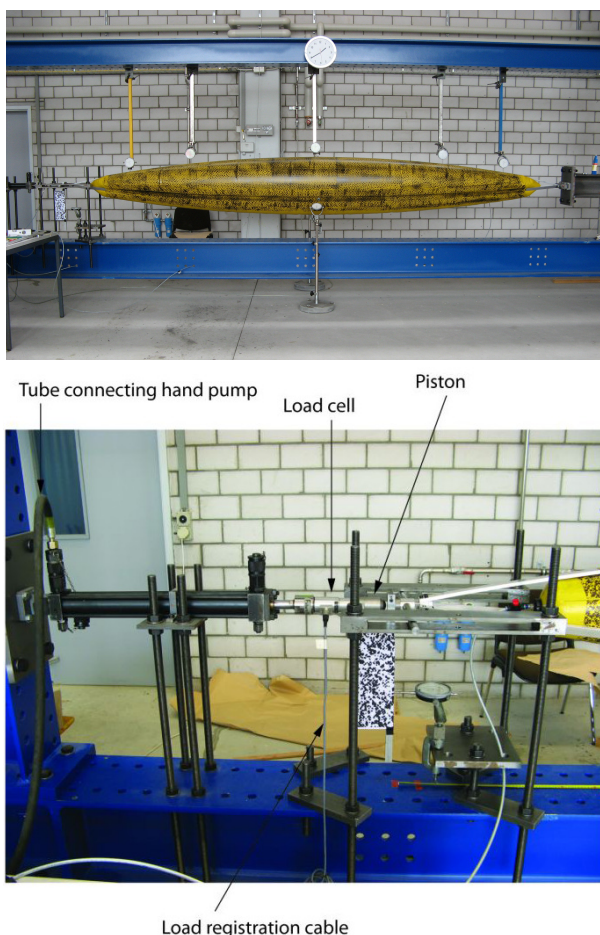 Tube connecting hand pump
Load cell
Piston
Load registration cable